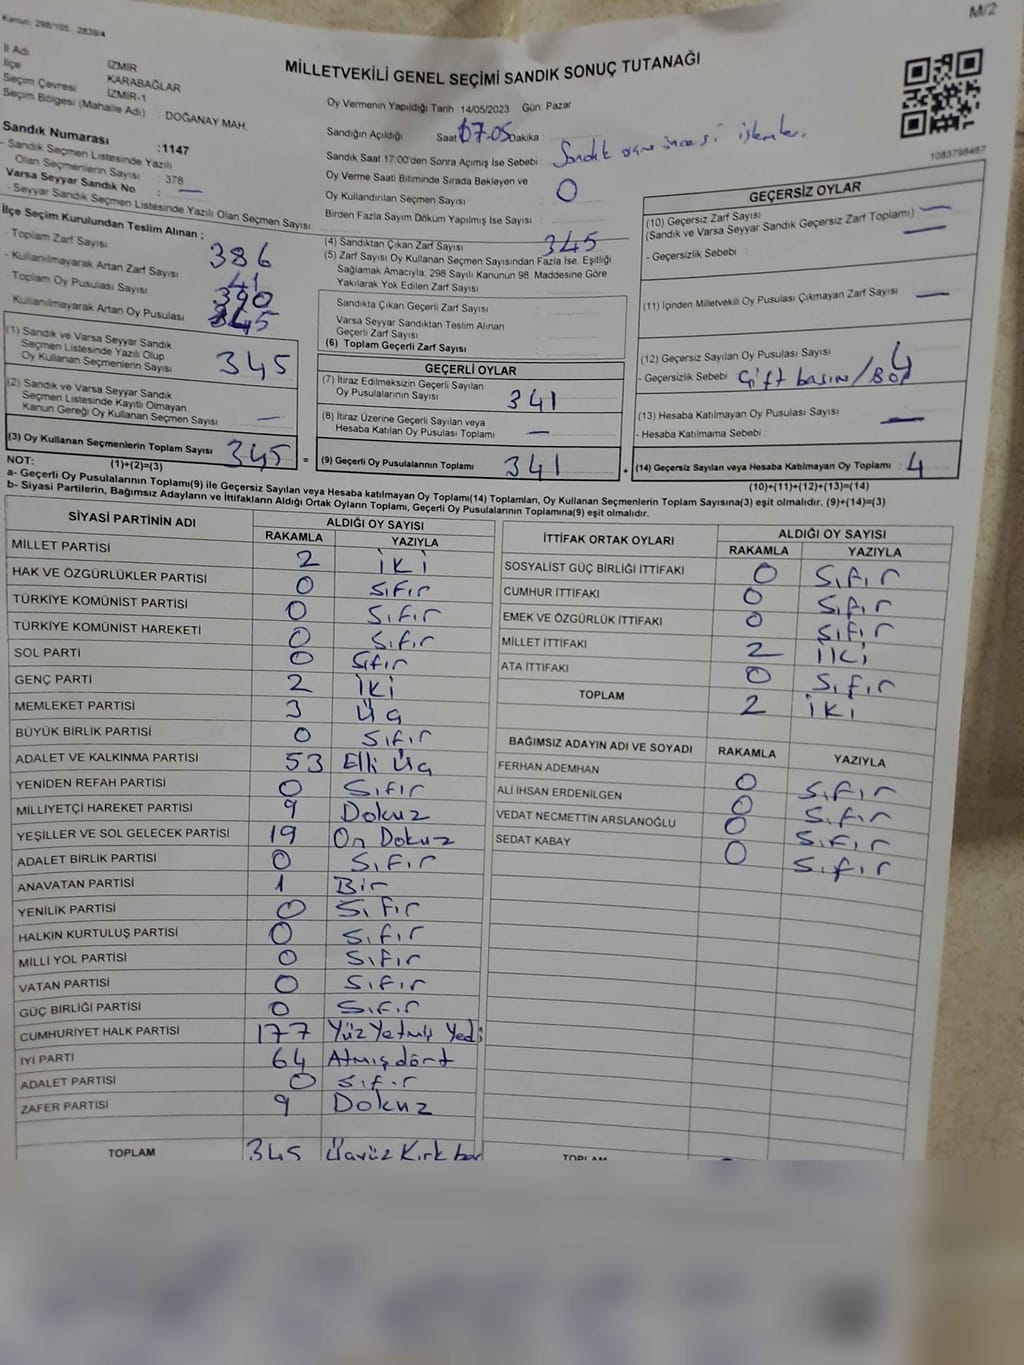 Kanun: 298/105 , 2839/4
M/2
MİLLETVEKİLİ GENEL SEÇİMİ SANDIK SONUÇ TUTANAĞI
İl Adı İZMİR
İlçe KARABAĞLAR
Seçim Çevresi İZMİR-1
Seçim Bölgesi (Mahalle Adı) : DOĞANAY MAH
Sandık Numarası :1147
- Sandık Seçmen Listesinde Yazılı
Olan Seçmenlerin Sayısı : 378
Varsa Seyyar Sandık No : —
- Seyyar Sandık Seçmen Listesinde Yazılı Olan Seçmen Sayısı :
İlçe Seçim Kurulundan Teslim Alınan ;
- Toplam Zarf Sayısı 386
- Kullanılmayarak Artan Zarf Sayısı 41
- Toplam Oy Pusulası Sayısı 390
- Kullanılmayarak Artan Oy Pusulası 345
(1) Sandık ve Varsa Seyyar Sandık
Seçmen Listesinde Yazılı Olup
Oy Kullanan Seçmenlerin Sayısı 345
(2) Sandık ve Varsa Seyyar Sandık
Seçmen Listesinde Kayıtlı Olmayan
Kanun Gereği Oy Kullanan Seçmen Sayısı —
(3) Oy Kullanan Seçmenlerin Toplam Sayısı 345 =
(1)+(2)=(3)
Oy Vermenin Yapıldığı Tarih :14/05/2023 Gün: Pazar
Sandığın Açıldığı Saat: 17.05 Dakika :
Sandık Saat 17:00'den Sonra Açımış İse Sebebi : Sandık işlemler.
Oy Verme Saati Bitiminde Sırada Bekleyen ve
Oy Kullandırılan Seçmen Sayısı : 0
Birden Fazla Sayım Döküm Yapılmış İse Sayısı :
(4) Sandıktan Çıkan Zarf Sayısı 345
(5) Zarf Sayısı Oy Kullanan Seçmen Sayısından Fazla İse, Eşitliği
Sağlamak Amacıyla, 298 Sayılı Kanunun 98. Maddesine Göre
Yakılarak Yok Edilen Zarf Sayısı :
Sandıkta Çıkan Geçerli Zarf Sayısı :
Varsa Seyyar Sandıktan Teslim Alınan
Geçerli Zarf Sayısı :
(6) Toplam Geçerli Zarf Sayısı :
GEÇERLİ OYLAR
(7) İtiraz Edilmeksizin Geçerli Sayılan
Oy Pusulalarının Sayısı 341
(8) İtiraz Üzerine Geçerli Sayılan veya
Hesaba Katılan Oy Pusulası Toplamı —
(9) Geçerli Oy Pusulalarının Toplamı 341 +
1083798487
GEÇERSİZ OYLAR
(10) Geçersiz Zarf Sayısı —
(Sandık ve Varsa Seyyar Sandık Geçersiz Zarf Toplamı) —
- Geçersizlik Sebebi :
(11) İçinden Milletvekili Oy Pusulası Çıkmayan Zarf Sayısı —
(12) Geçersiz Sayılan Oy Pusulası Sayısı 4
- Geçersizlik Sebebi : Çift basım/Boş
(13) Hesaba Katılmayan Oy Pusulası Sayısı —
- Hesaba Katılmama Sebebi :
(14) Geçersiz Sayılan veya Hesaba Katılmayan Oy Toplamı : 4
(10)+(11)+(12)+(13)=(14)
NOT:
a- Geçerli Oy Pusulalarının Toplamı(9) ile Geçersiz Sayılan veya Hesaba katılmayan Oy Toplamı(14) Toplamları, Oy Kullanan Seçmenlerin Toplam Sayısına(3) eşit olmalıdır. (9)+(14)=(3)
b- Siyasi Partilerin, Bağımsız Adayların ve İttifakların Aldığı Ortak Oyların Toplamı, Geçerli Oy Pusulalarının Toplamına(9) eşit olmalıdır.
SİYASİ PARTİNİN ADI ALDIĞI OY SAYISI
RAKAMLA YAZIYLA
MİLLET PARTİSİ 2 iki
HAK VE ÖZGÜRLÜKLER PARTİSİ 0 Sıfır
TÜRKİYE KOMÜNİST PARTİSİ 0 Sıfır
TÜRKİYE KOMÜNİST HAREKETİ 0 Sıfır
SOL PARTİ 0 Sıfır
GENÇ PARTİ 2 iki
MEMLEKET PARTİSİ 3 Üç
BÜYÜK BİRLİK PARTİSİ 0 Sıfır
ADALET VE KALKINMA PARTİSİ 53 Elli Üç
YENİDEN REFAH PARTİSİ 0 Sıfır
MİLLİYETÇİ HAREKET PARTİSİ 9 Dokuz
YEŞİLLER VE SOL GELECEK PARTİSİ 19 On Dokuz
ADALET BİRLİK PARTİSİ 0 Sıfır
ANAVATAN PARTİSİ 1 Bir
YENİLİK PARTİSİ 0 Sıfır
HALKIN KURTULUŞ PARTİSİ 0 Sıfır
MİLLİ YOL PARTİSİ 0 Sıfır
VATAN PARTİSİ 0 Sıfır
GÜÇ BİRLİĞİ PARTİSİ 0 Sıfır
CUMHURİYET HALK PARTİSİ 177 Yüz Yetmiş Yedi
İYİ PARTİ 64 Atmışdört
ADALET PARTİSİ 0 Sıfır
ZAFER PARTİSİ 9 Dokuz
TOPLAM 345 Üçyüz Kırk beş
İTTİFAK ORTAK OYLARI ALDIĞI OY SAYISI
RAKAMLA YAZIYLA
SOSYALİST GÜÇ BİRLİĞİ İTTİFAKI 0 Sıfır
CUMHUR İTTİFAKI 0 Sıfır
EMEK VE ÖZGÜRLÜK İTTİFAKI 0 Sıfır
MİLLET İTTİFAKI 2 iki
ATA İTTİFAKI 0 Sıfır
TOPLAM 2 iki
BAĞIMSIZ ADAYIN ADI VE SOYADI RAKAMLA YAZIYLA
FERHAN ADEMHAN 0 Sıfır
ALİ İHSAN ERDENİLGEN 0 Sıfır
VEDAT NECMETTİN ARSLANOĞLU 0 Sıfır
SEDAT KABAY 0 Sıfır
TOPLAM